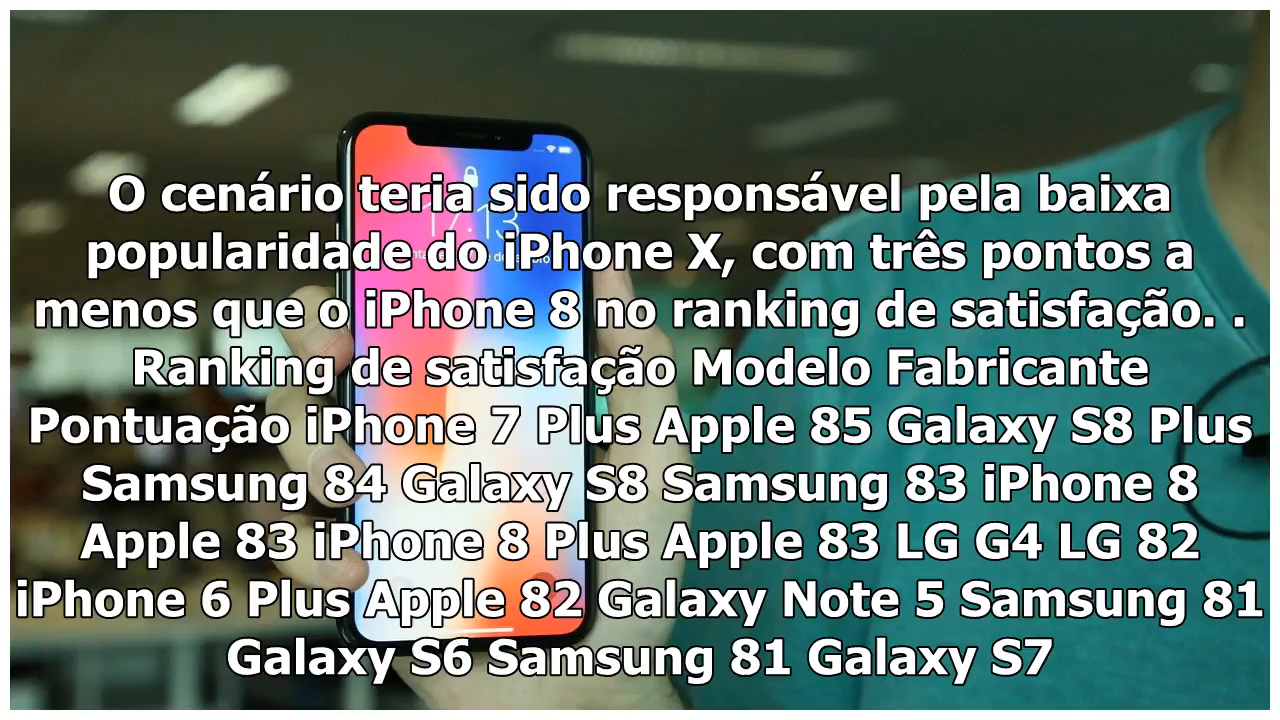 O cenário teria sido responsável pela baixa
popularidade do iPhone X, com três pontos a
menos que o iPhone 8 no ranking de satisfação. .
Ranking de satisfação Modelo Fabricante
Pontuação iPhone 7 Plus Apple 85 Galaxy S8 Plus
Samsung 84 Galaxy S8 Samsung 83 iPhone 8
Apple 83 iPhone 8 Plus Apple 83 LG G4 LG 82
iPhone 6 Plus Apple 82 Galaxy Note 5 Samsung 81
Galaxy S6 Samsung 81 Galaxy S7